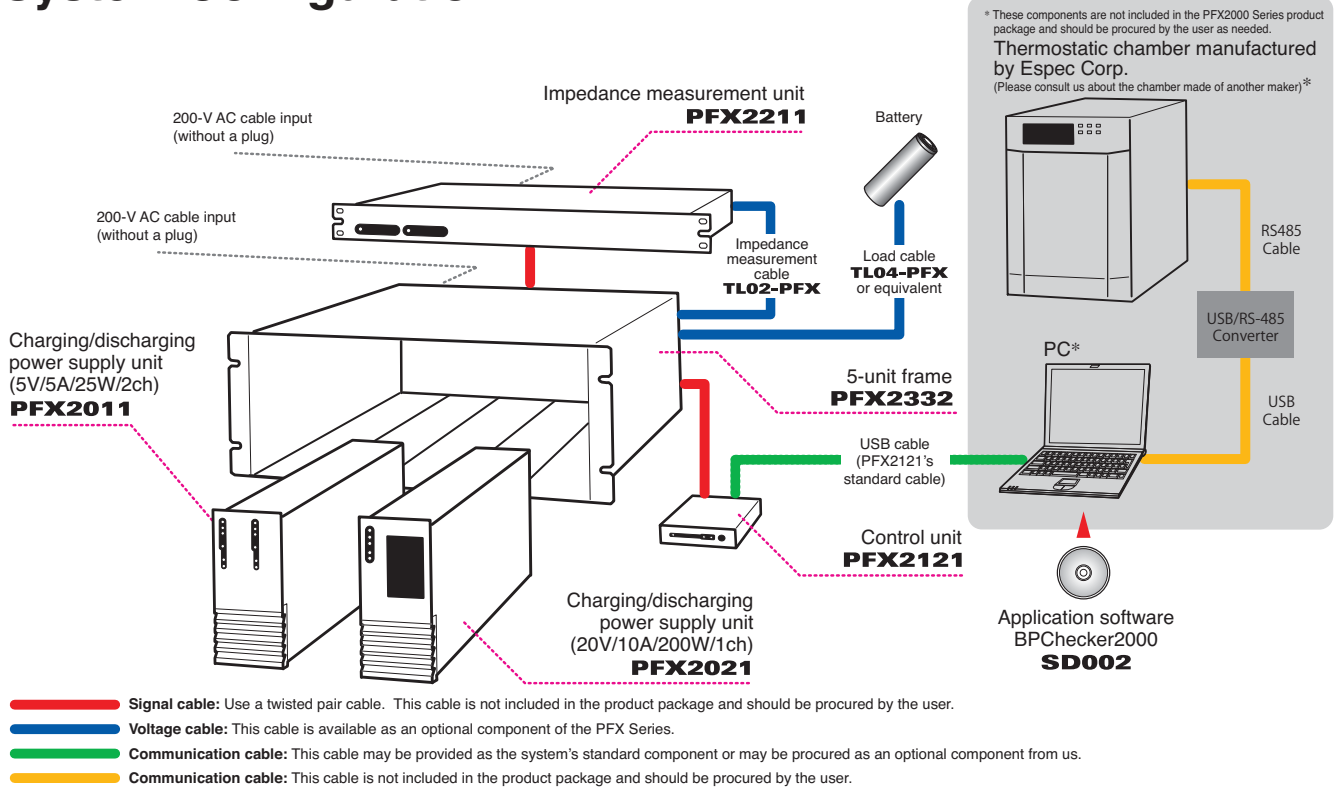 * These components are not included in the PFX2000 Series product
package and should be procured by the user as needed.
Thermostatic chamber manufactured
by Espec Corp.
(Please consult us about the chamber made of another maker)*
Impedance measurement unit
PFX2211
200-V AC cable input
(without a plug)
Battery
200-V AC cable input
(without a plug)
Impedance
measurement
cable
TL02-PFX
Load cable
TL04-PFX
or equivalent
RS485
Cable
USB/RS-485
Converter
Charging/discharging
power supply unit
(5V/5A/25W/2ch)
PFX2011
PC*
5-unit frame
PFX2332
USB
Cable
USB cable
(PFX2121's
standard cable)
Control unit
PFX2121
Charging/discharging
power supply unit
(20V/10A/200W/1ch)
PFX2021
Application software
BPChecker2000
SD002
Signal cable: Use a twisted pair cable. This cable is not included in the product package and should be procured by the user.
Voltage cable: This cable is available as an optional component of the PFX Series.
Communication cable: This cable may be provided as the system's standard component or may be procured as an optional component from us.
Communication cable: This cable is not included in the product package and should be procured by the user.